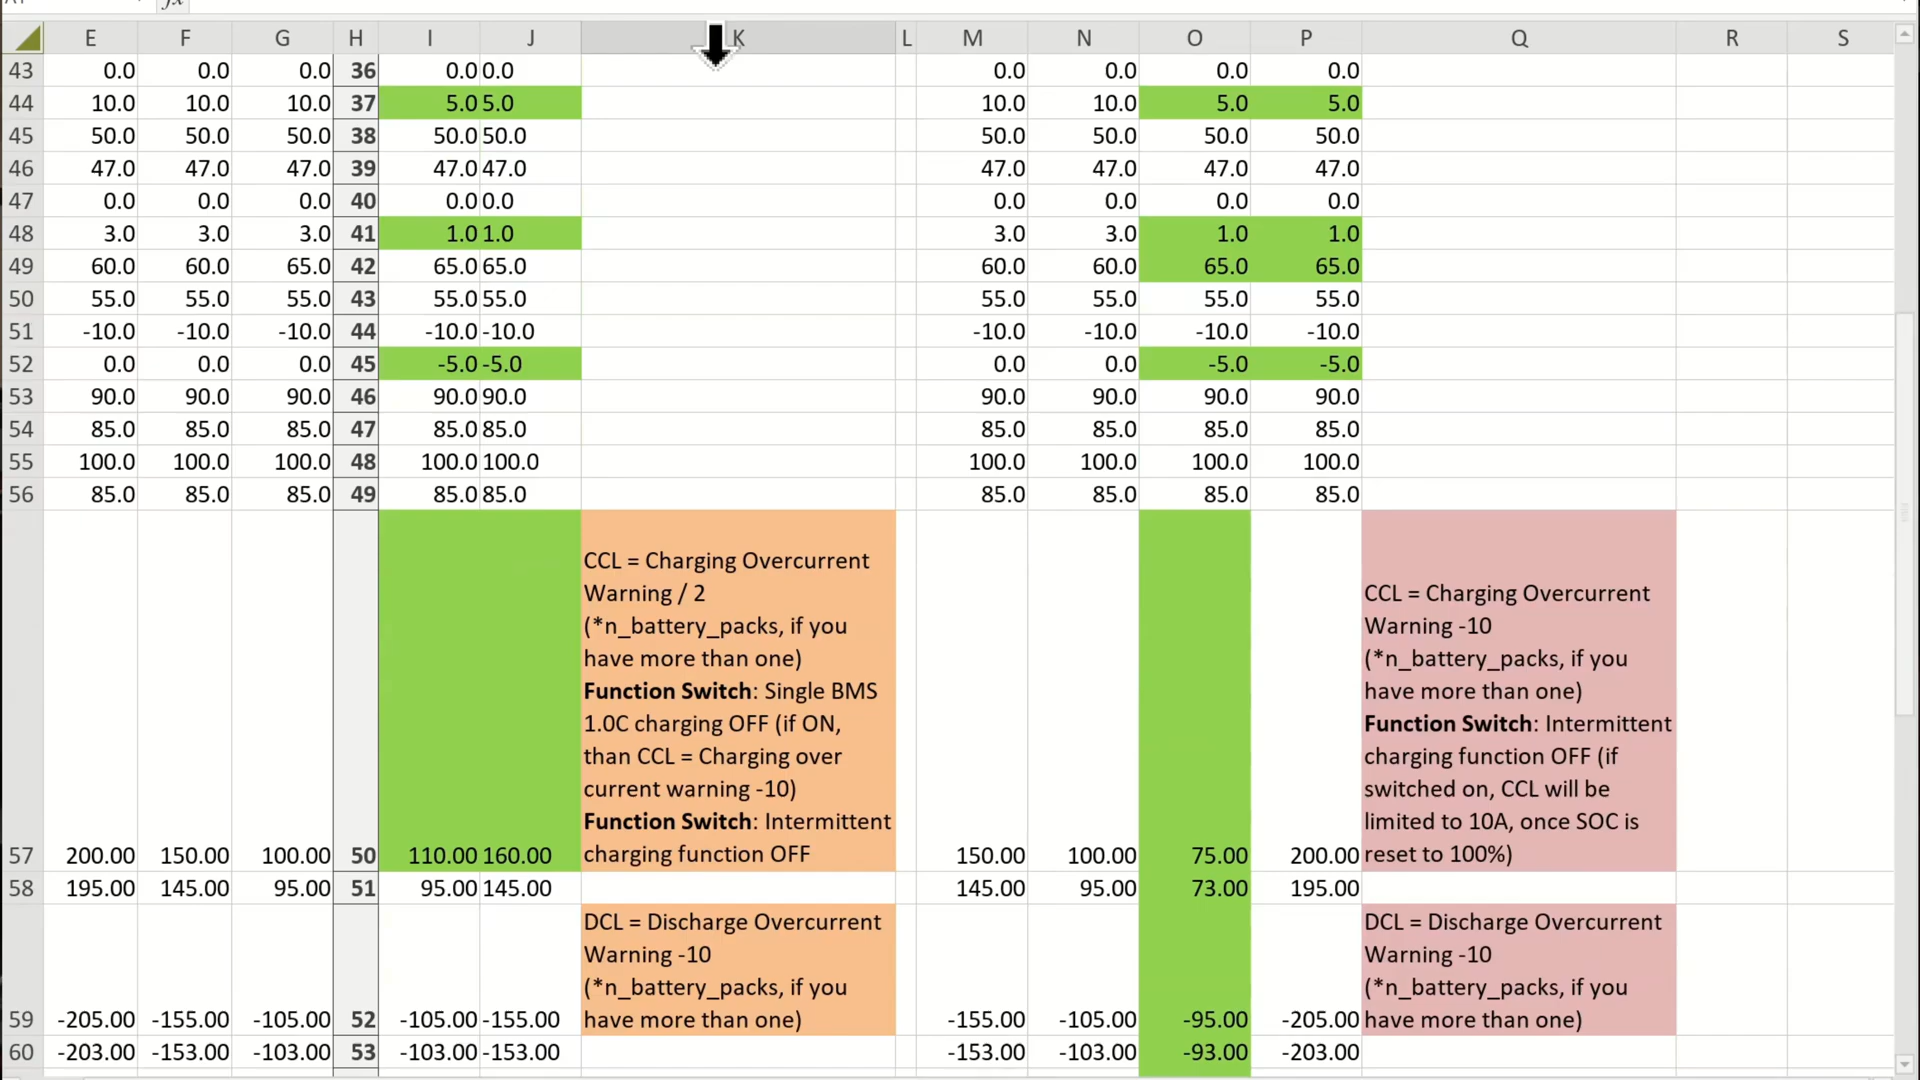 E F G H I J K L M N O P Q R S
43 0.0 0.0 0.0 36 0.0 0.0 0.0 0.0 0.0 0.0
44 10.0 10.0 10.0 37 5.0 5.0 10.0 10.0 5.0 5.0
45 50.0 50.0 50.0 38 50.0 50.0 50.0 50.0 50.0 50.0
46 47.0 47.0 47.0 39 47.0 47.0 47.0 47.0 47.0 47.0
47 0.0 0.0 0.0 40 0.0 0.0 0.0 0.0 0.0 0.0
48 3.0 3.0 3.0 41 1.0 1.0 3.0 3.0 1.0 1.0
49 60.0 60.0 65.0 42 65.0 65.0 60.0 60.0 65.0 65.0
50 55.0 55.0 55.0 43 55.0 55.0 55.0 55.0 55.0 55.0
51 -10.0 -10.0 -10.0 44 -10.0 -10.0 -10.0 -10.0 -10.0 -10.0
52 0.0 0.0 0.0 45 -5.0 -5.0 0.0 0.0 -5.0 -5.0
53 90.0 90.0 90.0 46 90.0 90.0 90.0 90.0 90.0 90.0
54 85.0 85.0 85.0 47 85.0 85.0 85.0 85.0 85.0 85.0
55 100.0 100.0 100.0 48 100.0 100.0 100.0 100.0 100.0 100.0
56 85.0 85.0 85.0 49 85.0 85.0 85.0 85.0 85.0 85.0
CCL = Charging Overcurrent
Warning / 2
(*n_battery_packs, if you
have more than one)
Function Switch: Single BMS
1.0C charging OFF (if ON,
than CCL = Charging over
current warning -10)
Function Switch: Intermittent
charging function OFF
CCL = Charging Overcurrent
Warning -10
(*n_battery_packs, if you
have more than one)
Function Switch: Intermittent
charging function OFF (if
switched on, CCL will be
limited to 10A, once SOC is
reset to 100%)
57 200.00 150.00 100.00 50 110.00 160.00 150.00 100.00 75.00 200.00
58 195.00 145.00 95.00 51 95.00 145.00 145.00 95.00 73.00 195.00
DCL = Discharge Overcurrent
Warning -10
(*n_battery_packs, if you
have more than one)
DCL = Discharge Overcurrent
Warning -10
(*n_battery_packs, if you
have more than one)
59 -205.00 -155.00 -105.00 52 -105.00 -155.00 -155.00 -105.00 -95.00 -205.00
60 -203.00 -153.00 -103.00 53 -103.00 -153.00 -153.00 -103.00 -93.00 -203.00